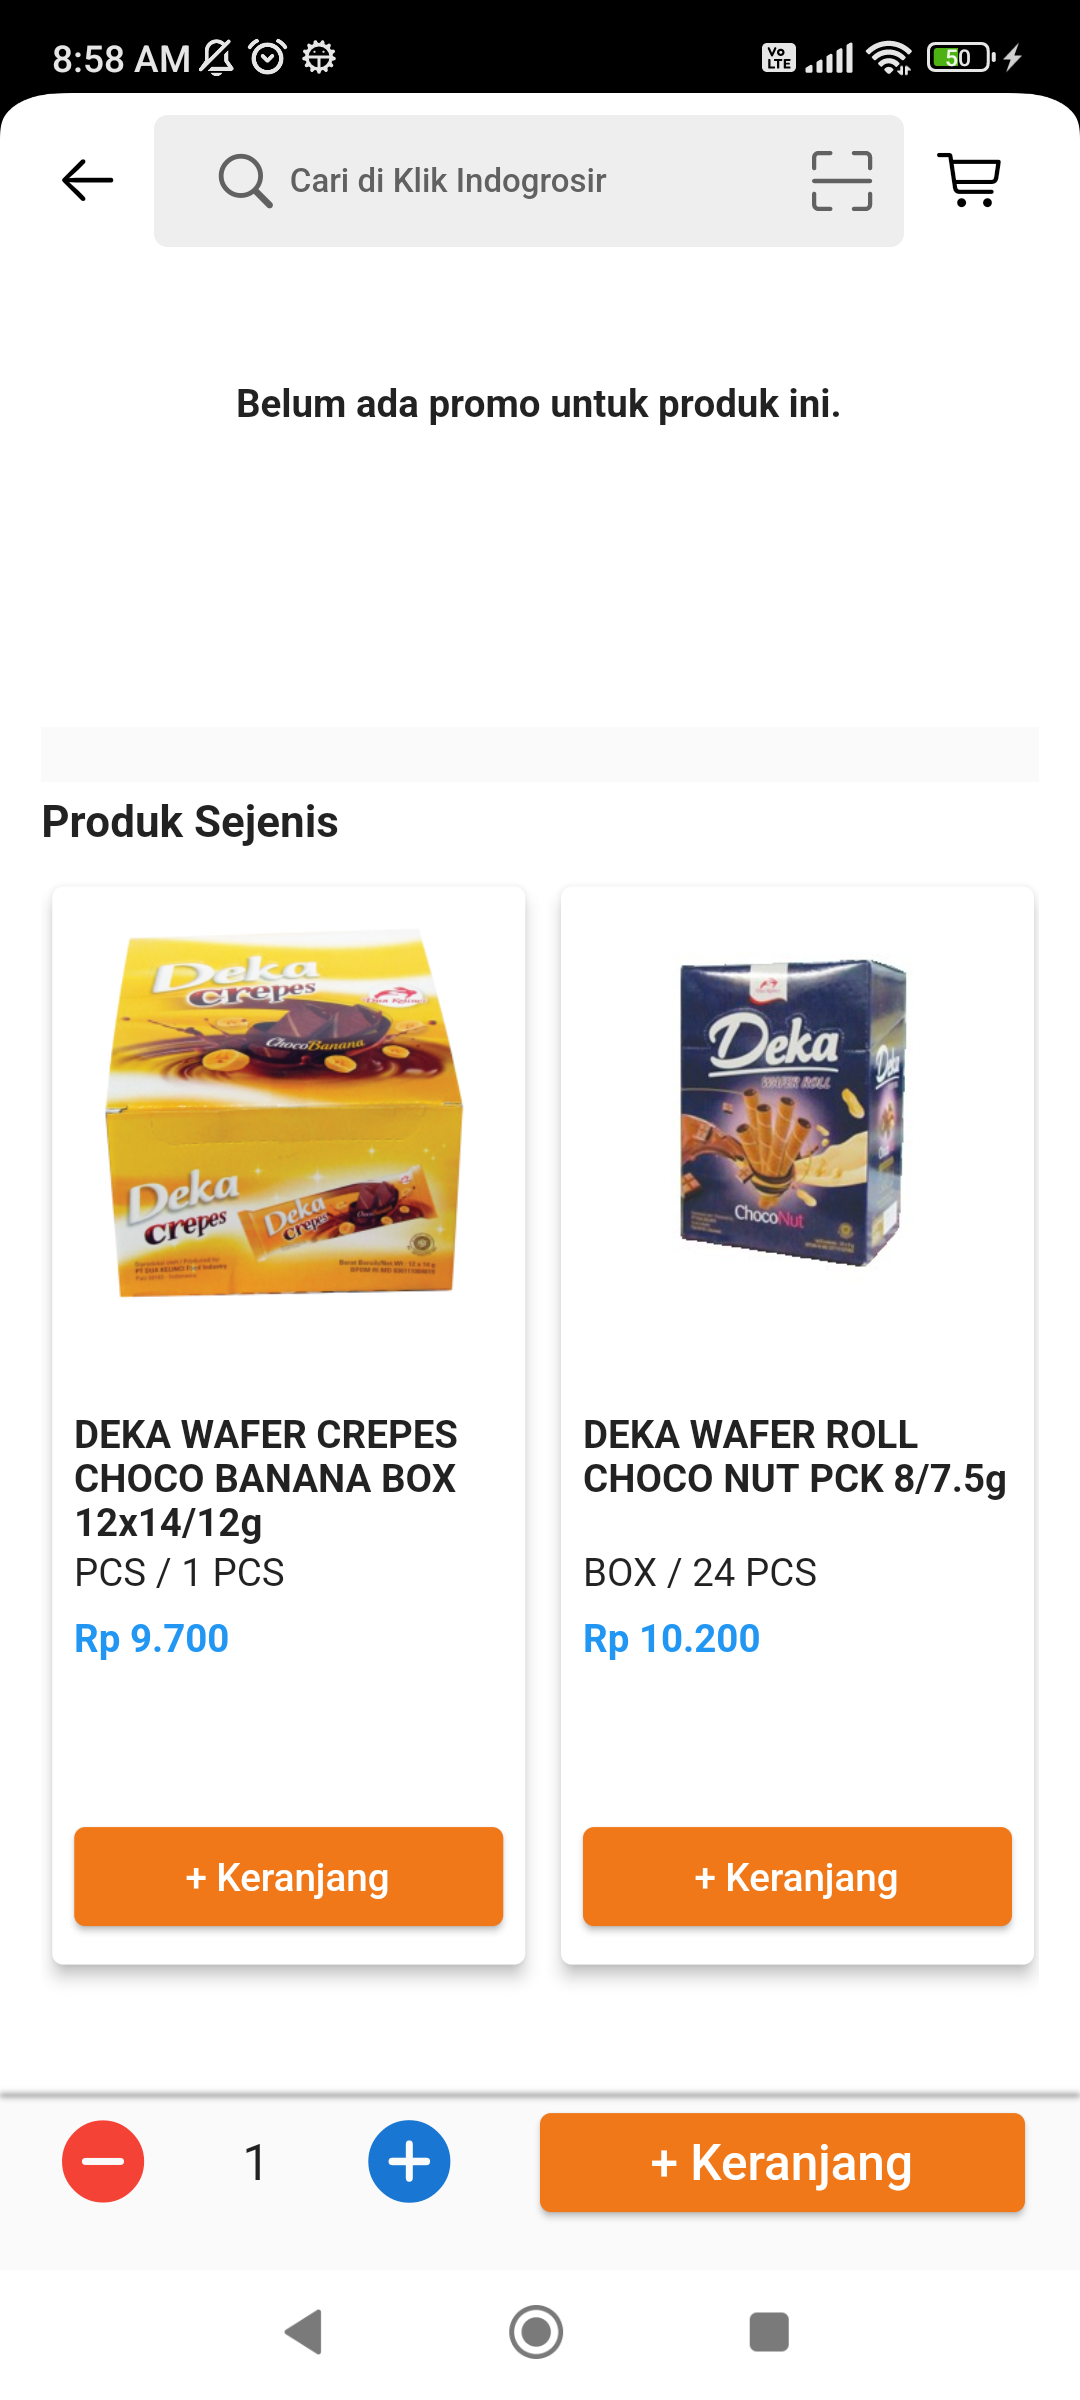 8:58 AM
Vo LTE
50
Cari di Klik Indogrosir
Belum ada promo untuk produk ini.
Produk Sejenis
Deka
crepes
Dua Kelinci
ChocoBanana
Deka
crepes
Deka
crepes
Deka
WAFER ROLL
ChocoNut
Deka
DEKA WAFER CREPES
CHOCO BANANA BOX
12x14/12g
PCS / 1 PCS
Rp 9.700
+ Keranjang
DEKA WAFER ROLL
CHOCO NUT PCK 8/7.5g
BOX / 24 PCS
Rp 10.200
+ Keranjang
1
+ Keranjang